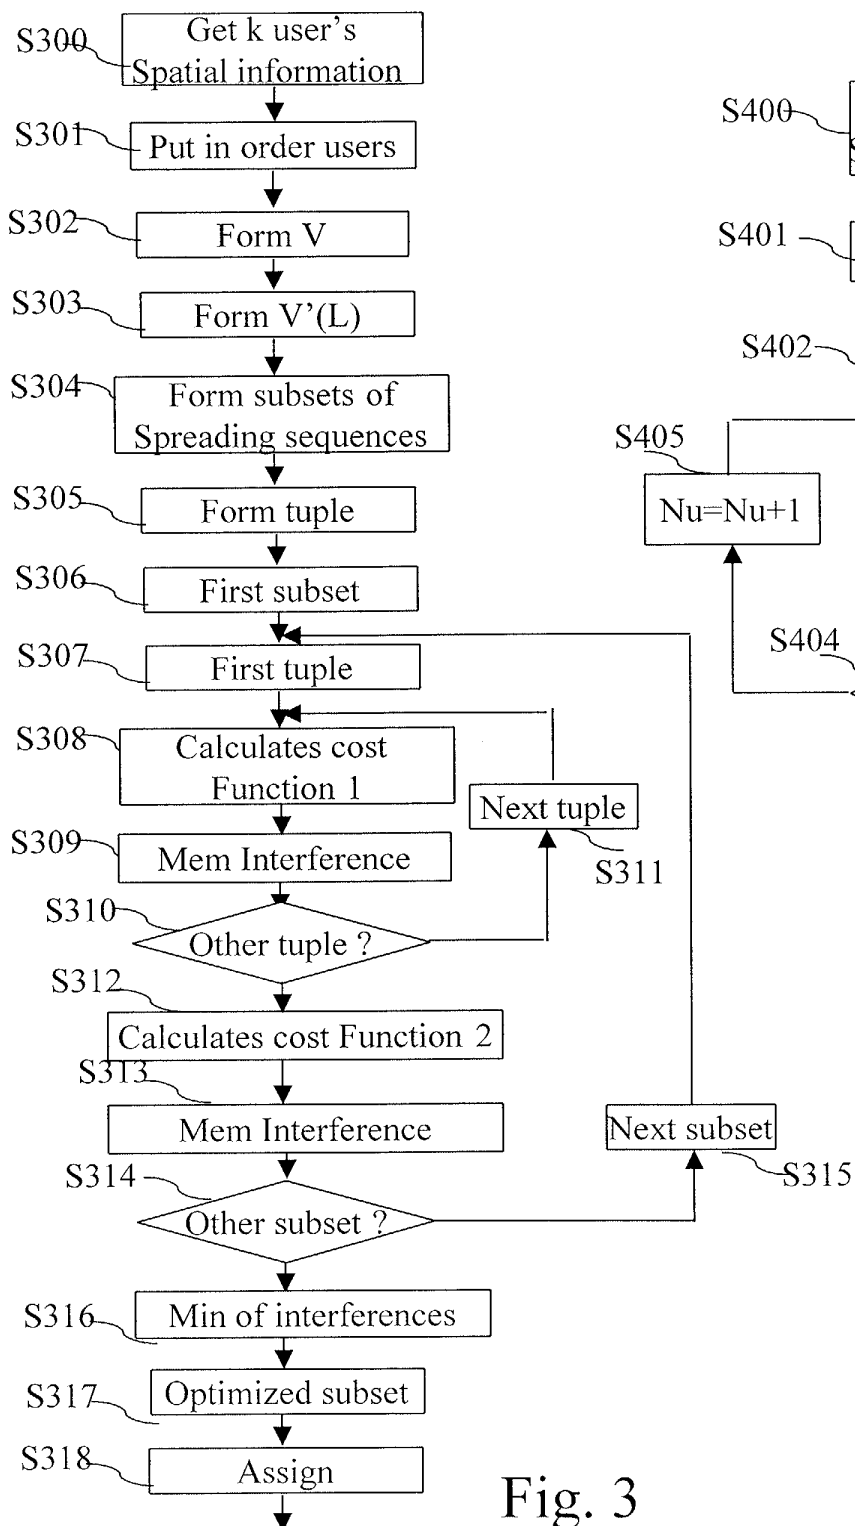 S300
Get k user's
Spatial information
S301
Put in order users
S302
Form V
S303
Form V'(L)
S304
Form subsets of
Spreading sequences
S305
Form tuple
S306
First subset
S307
First tuple
S308
Calculates cost
Function 1
Next tuple
S311
S309
Mem Interference
S310
Other tuple ?
S312
Calculates cost Function 2
S313
Mem Interference
Next subset
S315
S314
Other subset ?
S316
Min of interferences
S317
Optimized subset
S318
Assign
Fig. 3
S400
S401
S402
S405
Nu=Nu+1
S404